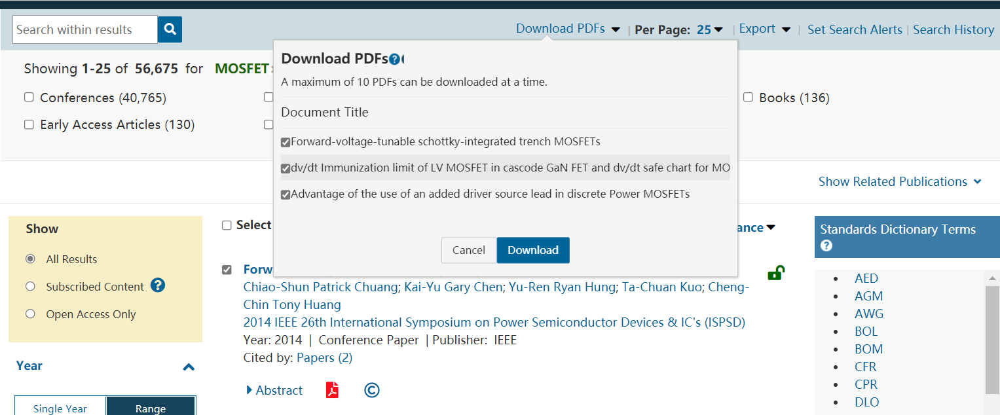 Search within results
Download PDFs | Per Page: 25 | Export | Set Search Alerts | Search History
Showing 1-25 of 56,675 for MOSFET
Conferences (40,765)
Books (136)
Early Access Articles (130)
Download PDFs
A maximum of 10 PDFs can be downloaded at a time.
Document Title
Forward-voltage-tunable schottky-integrated trench MOSFETs
dv/dt Immunization limit of LV MOSFET in cascode GaN FET and dv/dt safe chart for MO
Advantage of the use of an added driver source lead in discrete Power MOSFETs
Cancel
Download
Show Related Publications
Show
All Results
Subscribed Content ?
Open Access Only
Year
Single Year
Range
Select
ance
Forw
Chiao-Shun Patrick Chuang; Kai-Yu Gary Chen; Yu-Ren Ryan Hung; Ta-Chuan Kuo; Cheng-
Chin Tony Huang
2014 IEEE 26th International Symposium on Power Semiconductor Devices & IC's (ISPSD)
Year: 2014 | Conference Paper | Publisher: IEEE
Cited by: Papers (2)
Abstract ©
Standards Dictionary Terms
?
AED
AGM
AWG
BOL
BOM
CFR
CPR
DLO